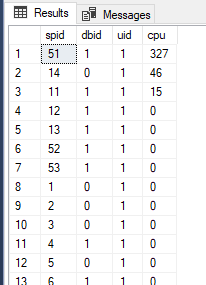 Results Messages
spid dbid uid cpu
1 51 1 1 327
2 14 0 1 46
3 11 1 1 15
4 12 1 1 0
5 13 1 1 0
6 52 1 1 0
7 53 1 1 0
8 1 0 1 0
9 2 0 1 0
10 3 0 1 0
11 4 1 1 0
12 5 0 1 0
13 6 1 1 0